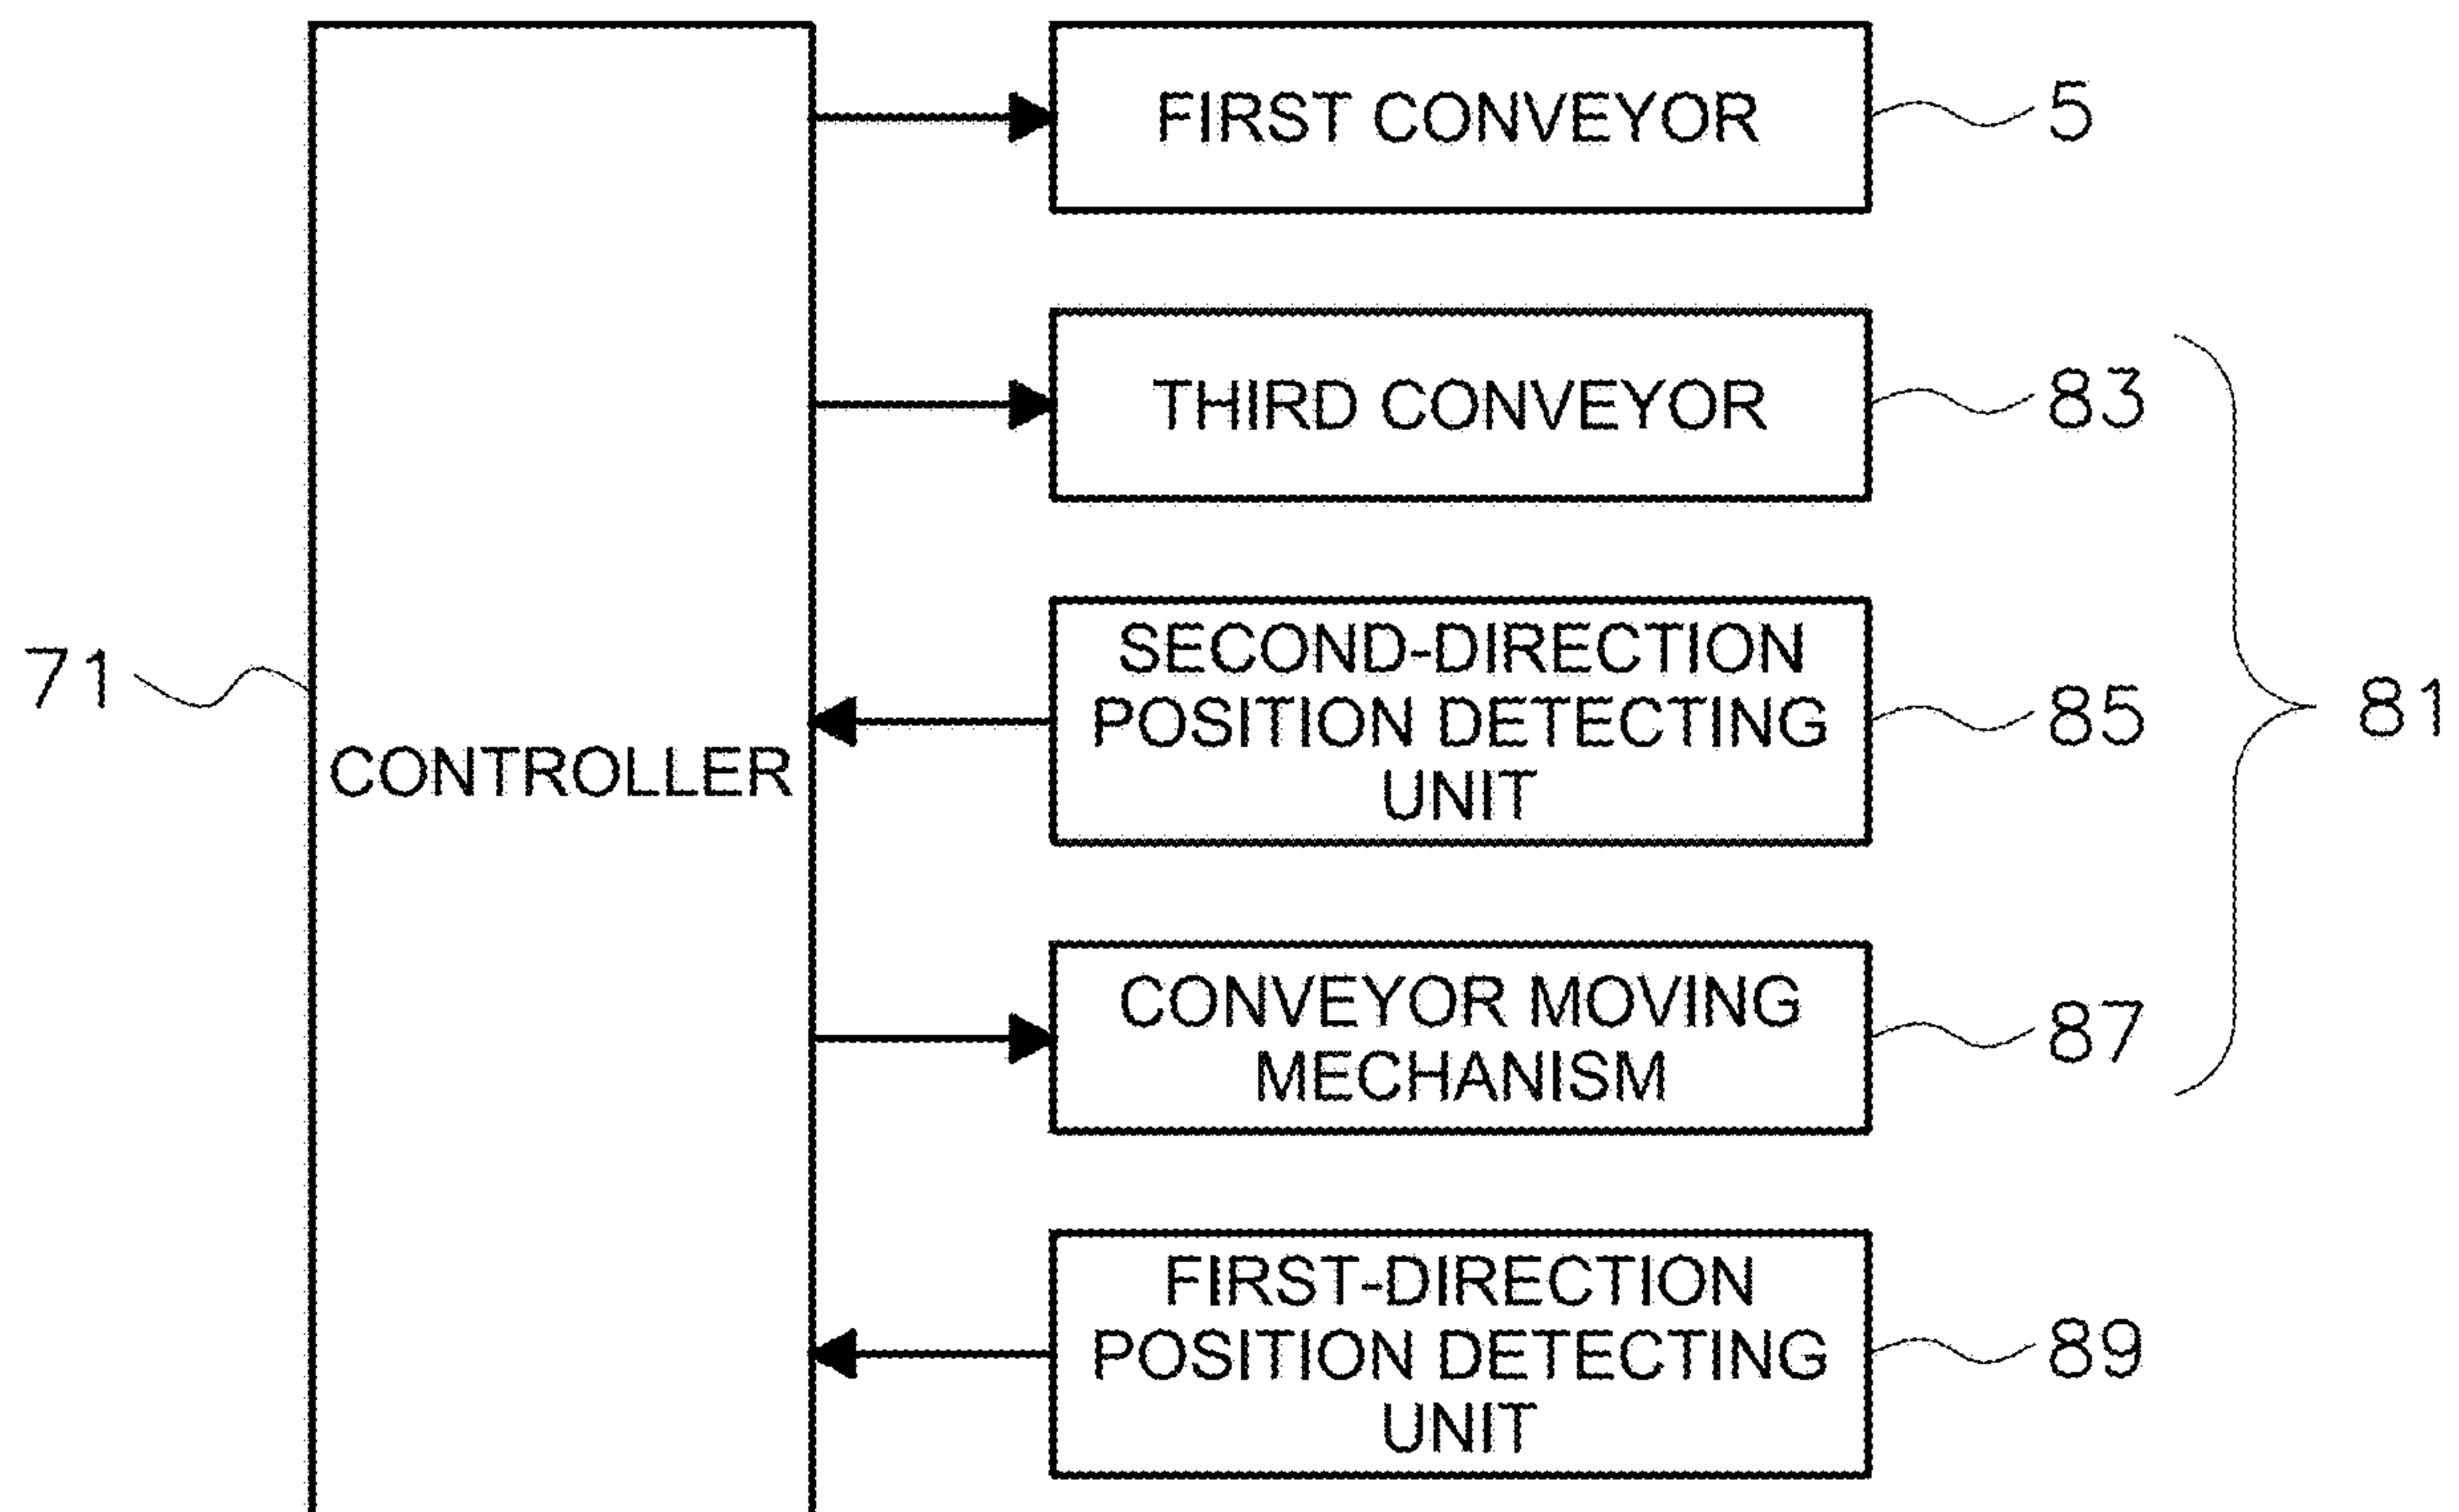 FIRST CONVEYOR
5
THIRD CONVEYOR
83
SECOND-DIRECTION
POSITION DETECTING
UNIT
85
81
71
CONTROLLER
CONVEYOR MOVING
MECHANISM
87
FIRST-DIRECTION
POSITION DETECTING
UNIT
89